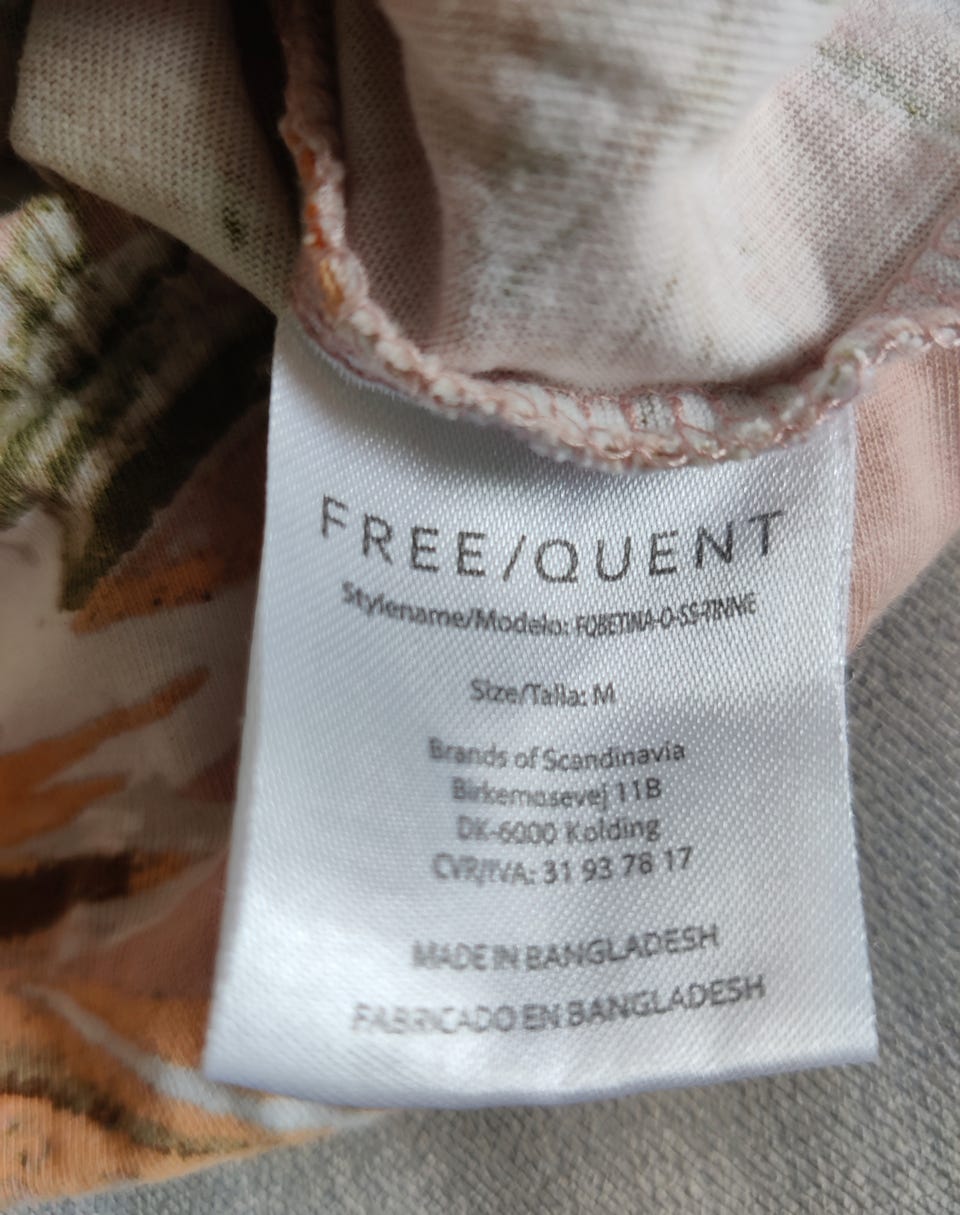 FREE/QUENT
Stylename/Modelo:
Size/Talla: M
Brands of Scandinavia
Birkemosevej 11B
DK-6000 Kolding
CVR/IVA: 31 93 78 17
MADE IN BANGLADESH
FABRICADO EN BANGLADESH